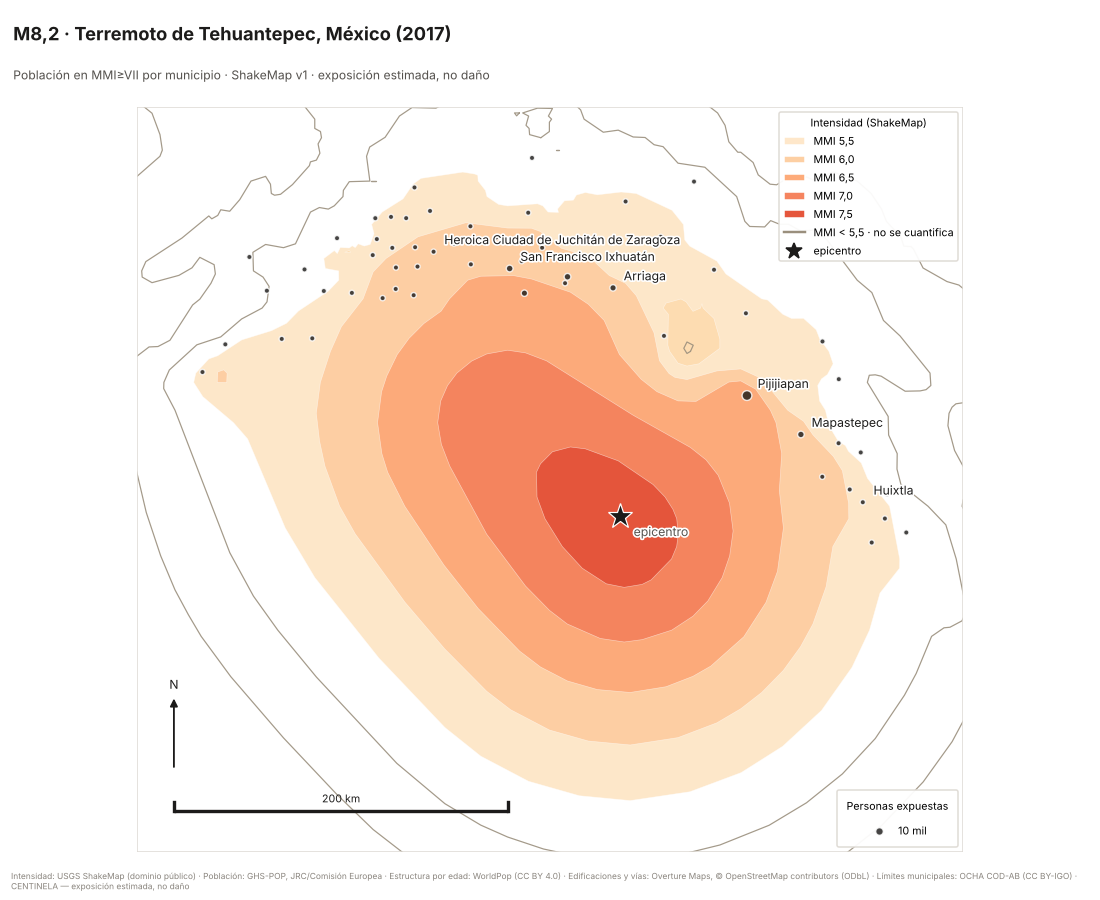 M8,2 · Terremoto de Tehuantepec, México (2017)
Población en MMI≥VII por municipio · ShakeMap v1 · exposición estimada, no daño
Intensidad (ShakeMap)
MMI 5,5
MMI 6,0
MMI 6,5
MMI 7,0
MMI 7,5
MMI < 5,5 · no se cuantifica
epicentro
Heroica Ciudad de Juchitán de Zaragoza
San Francisco Ixhuatán
Arriaga
Pijijiapan
Mapastepec
Huixtla
epicentro
N
200 km
Personas expuestas
10 mil
Intensidad: USGS ShakeMap (dominio público) · Población: GHS-POP, JRC/Comisión Europea · Estructura por edad: WorldPop (CC BY 4.0) · Edificaciones y vías: Overture Maps, © OpenStreetMap contributors (ODbL) · Límites municipales: OCHA COD-AB (CC BY-IGO) ·
CENTINELA — exposición estimada, no daño